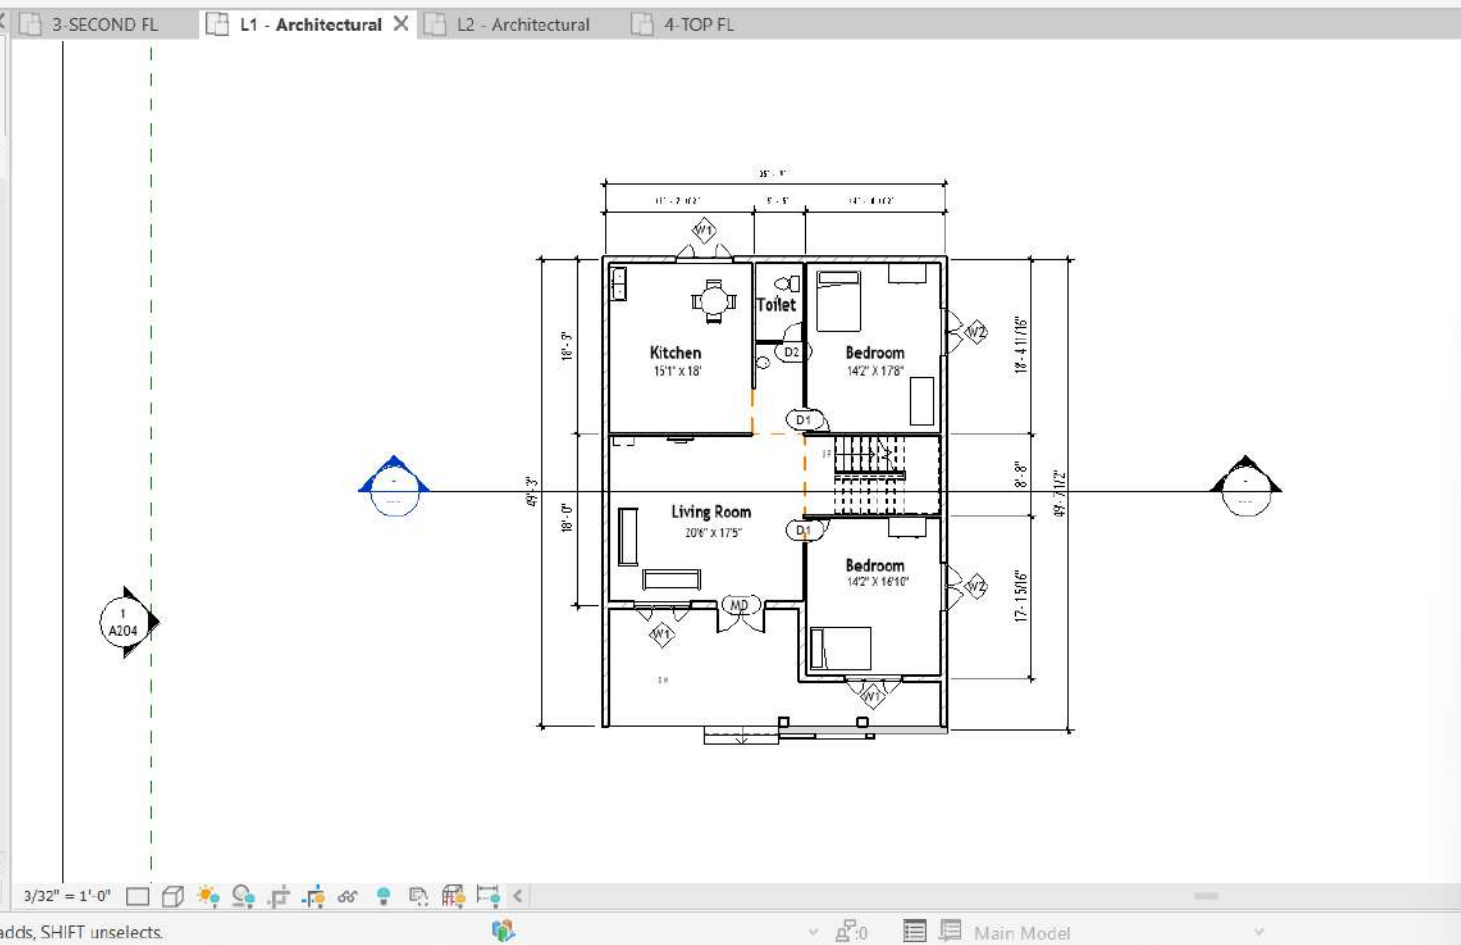 3-SECOND FL
L1 - Architectural
L2 - Architectural
4-TOP FL
W1
Toilet
W2
18'- 3"
Kitchen
15'1" x 18'
D2
Bedroom
14'2" X 17'8"
18'- 4 11/16"
D1
49'- 3"
18'- 0"
Living Room
20'6" X 17'5"
8'- 8"
49'- 7 1/2"
D1
Bedroom
14'2" X 16'10"
W2
17 - 15/16"
MD
W1
1
A204
W1
3/32" = 1'-0"
adds, SHIFT unselects.
:0
Main Model